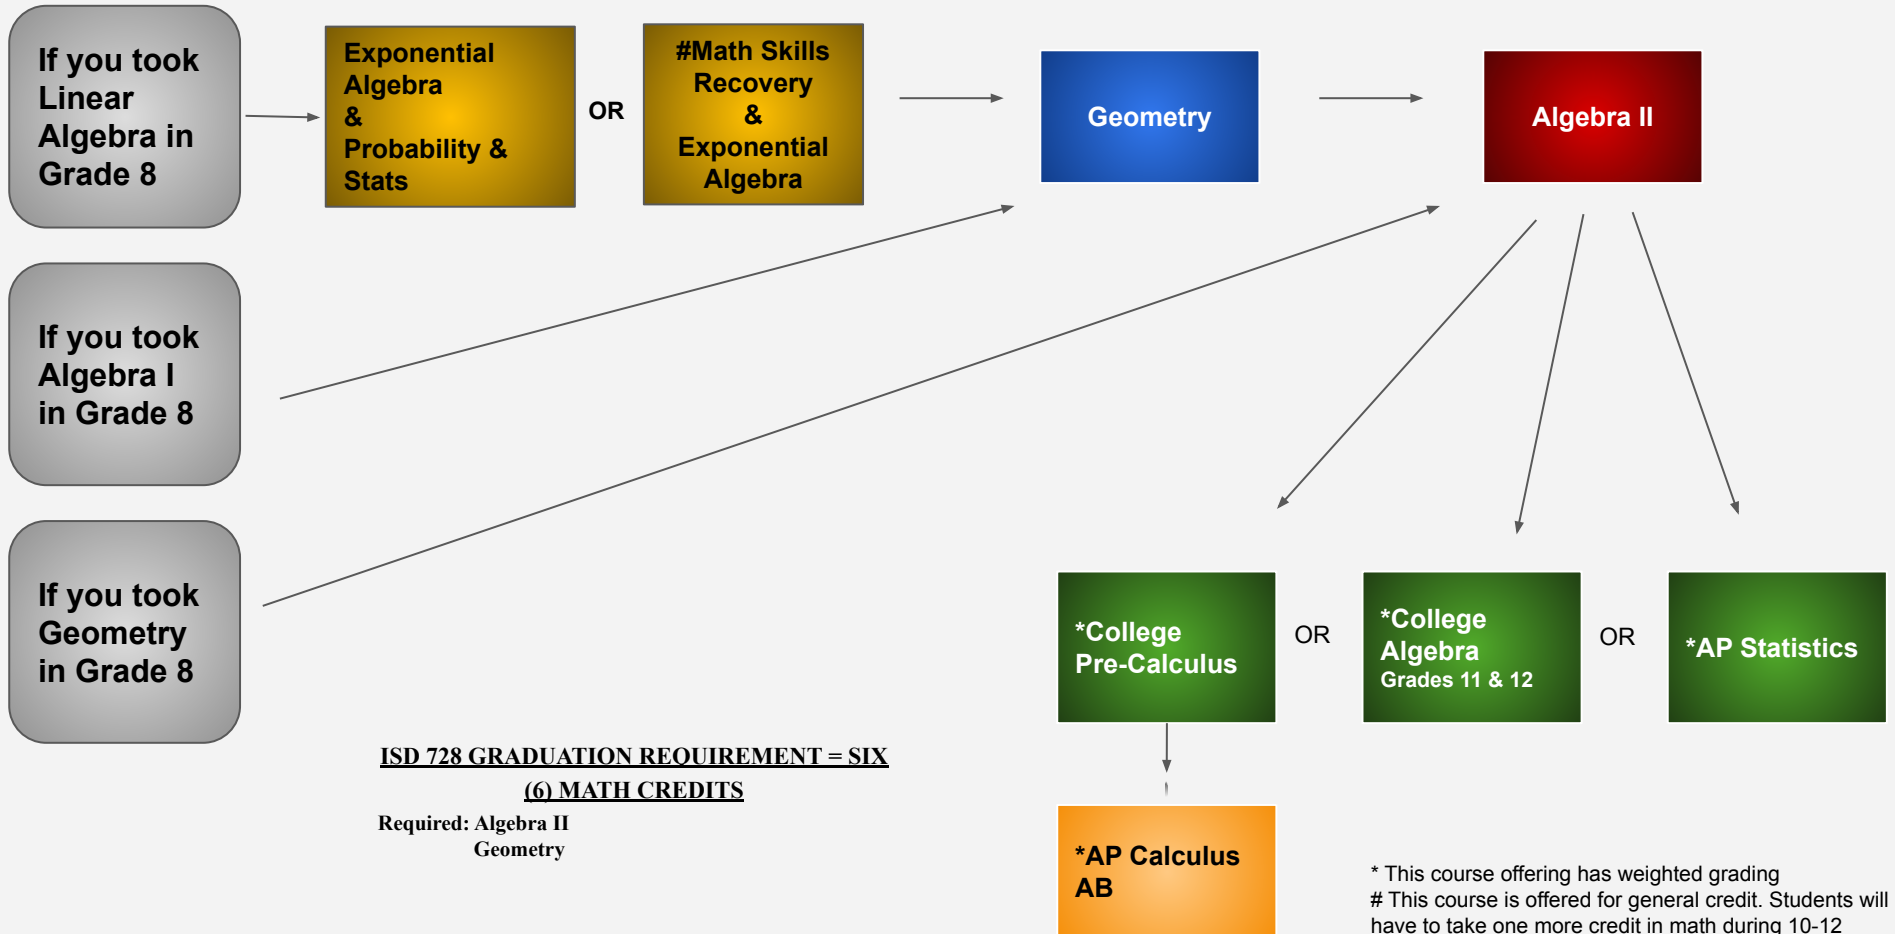 If you took
Linear
Algebra in
Grade 8
Exponential
Algebra
&
Probability &
Stats
OR
#Math Skills
Recovery
&
Exponential
Algebra
Geometry
Algebra II
If you took
Algebra I
in Grade 8
If you took
Geometry
in Grade 8
*College
Pre-Calculus
OR
*College
Algebra
Grades 11 & 12
OR
*AP Statistics
ISD 728 GRADUATION REQUIREMENT = SIX
(6) MATH CREDITS
Required: Algebra II
Geometry
*AP Calculus
AB
* This course offering has weighted grading
# This course is offered for general credit. Students will
have to take one more credit in math during 10-12